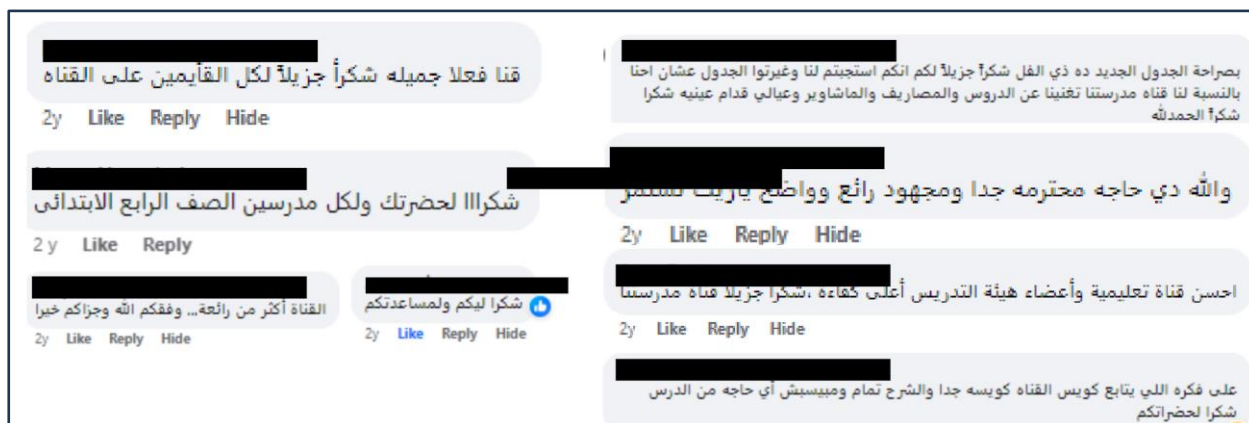 قنا فعلا جميله شكرأ جزيلاً لكل القأيمين على القناه
2y Like Reply Hide
شكرااا لحضرتك ولكل مدرسين الصف الرابع الابتدائى
2 y Like Reply
القناة أكثر من رائعة... وفقكم الله وجزاكم خيرا
2y Like Reply Hide
شكرا ليكم ولمساعدتكم
2y Like Reply Hide
بصراحة الجدول الجديد ده ذي الفل شكراً جزيلاً لكم انكم استجبتم لنا وغيرتوا الجدول عشان احنا
بالنسبة لنا قناه مدرستنا تغنينا عن الدروس والمصاريف والماشاوير وعيالي قدام عينيه شكرا
شكراً الحمدلله
والله دي حاجه محترمه جدا ومجهود رائع وواضح ياريت تستمر
2y Like Reply Hide
احسن قناة تعليمية وأعضاء هيئة التدريس أعلى كفاءة ،شكرا جزيلا قناة مدرستنا
2y Like Reply Hide
على فكره اللي يتابع كويس القناه كويسه جدا والشرح تمام ومبيسبش أي حاجه من الدرس
شكرا لحضراتكم